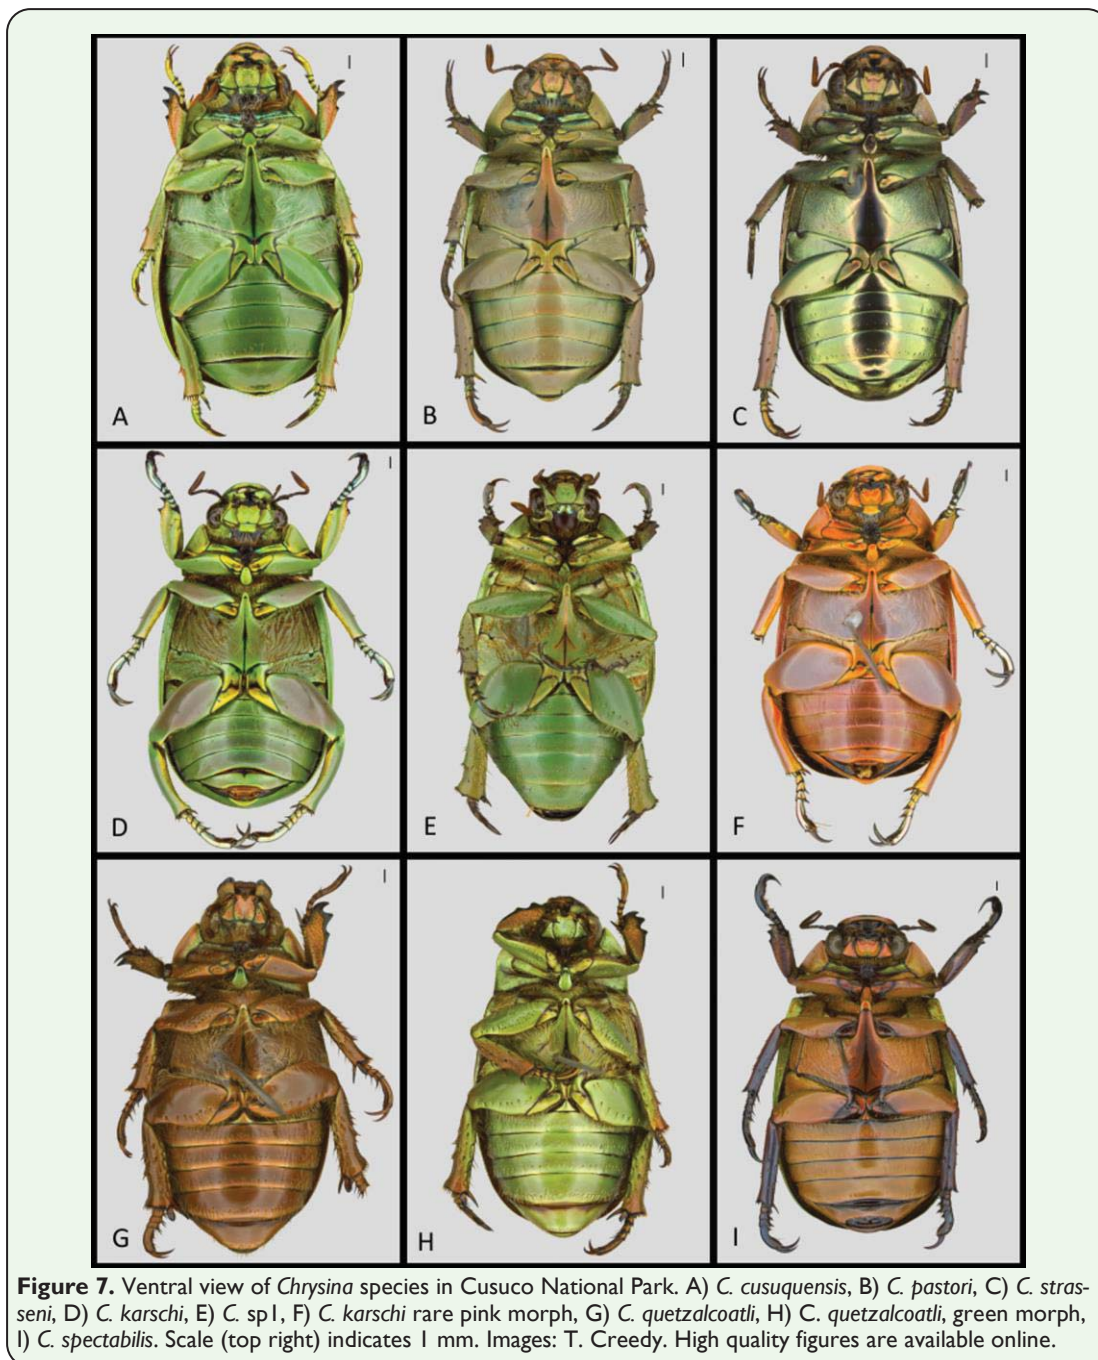 A
B
C
D
E
F
G
H
I
Figure 7. Ventral view of Chrysina species in Cusuco National Park. A) C. cusuquensis, B) C. pastori, C) C. stras-
seni, D) C. karschi, E) C. sp1, F) C. karschi rare pink morph, G) C. quetzalcoatli, H) C. quetzalcoatli, green morph,
I) C. spectabilis. Scale (top right) indicates 1 mm. Images: T. Creedy. High quality figures are available online.